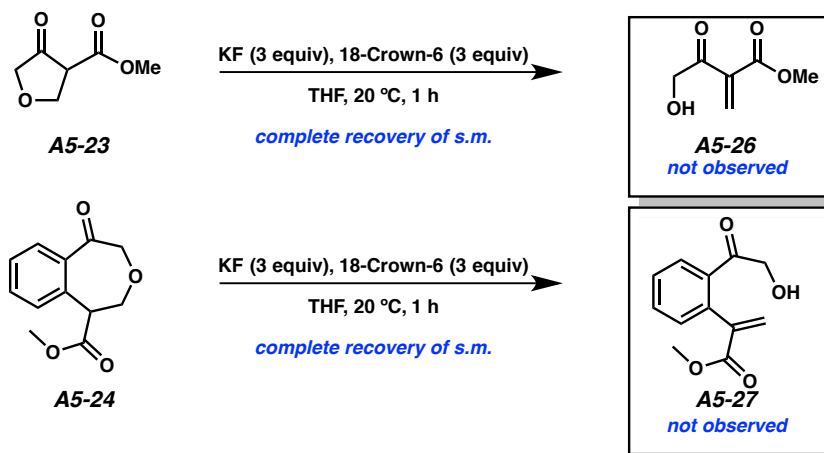 O
O
OMe
O
A5-23
KF (3 equiv), 18-Crown-6 (3 equiv)
THF, 20 ºC, 1 h
complete recovery of s.m.
O
O
OMe
OH
A5-26
not observed
O
O
O
O
A5-24
KF (3 equiv), 18-Crown-6 (3 equiv)
THF, 20 ºC, 1 h
complete recovery of s.m.
O
OH
O
O
A5-27
not observed